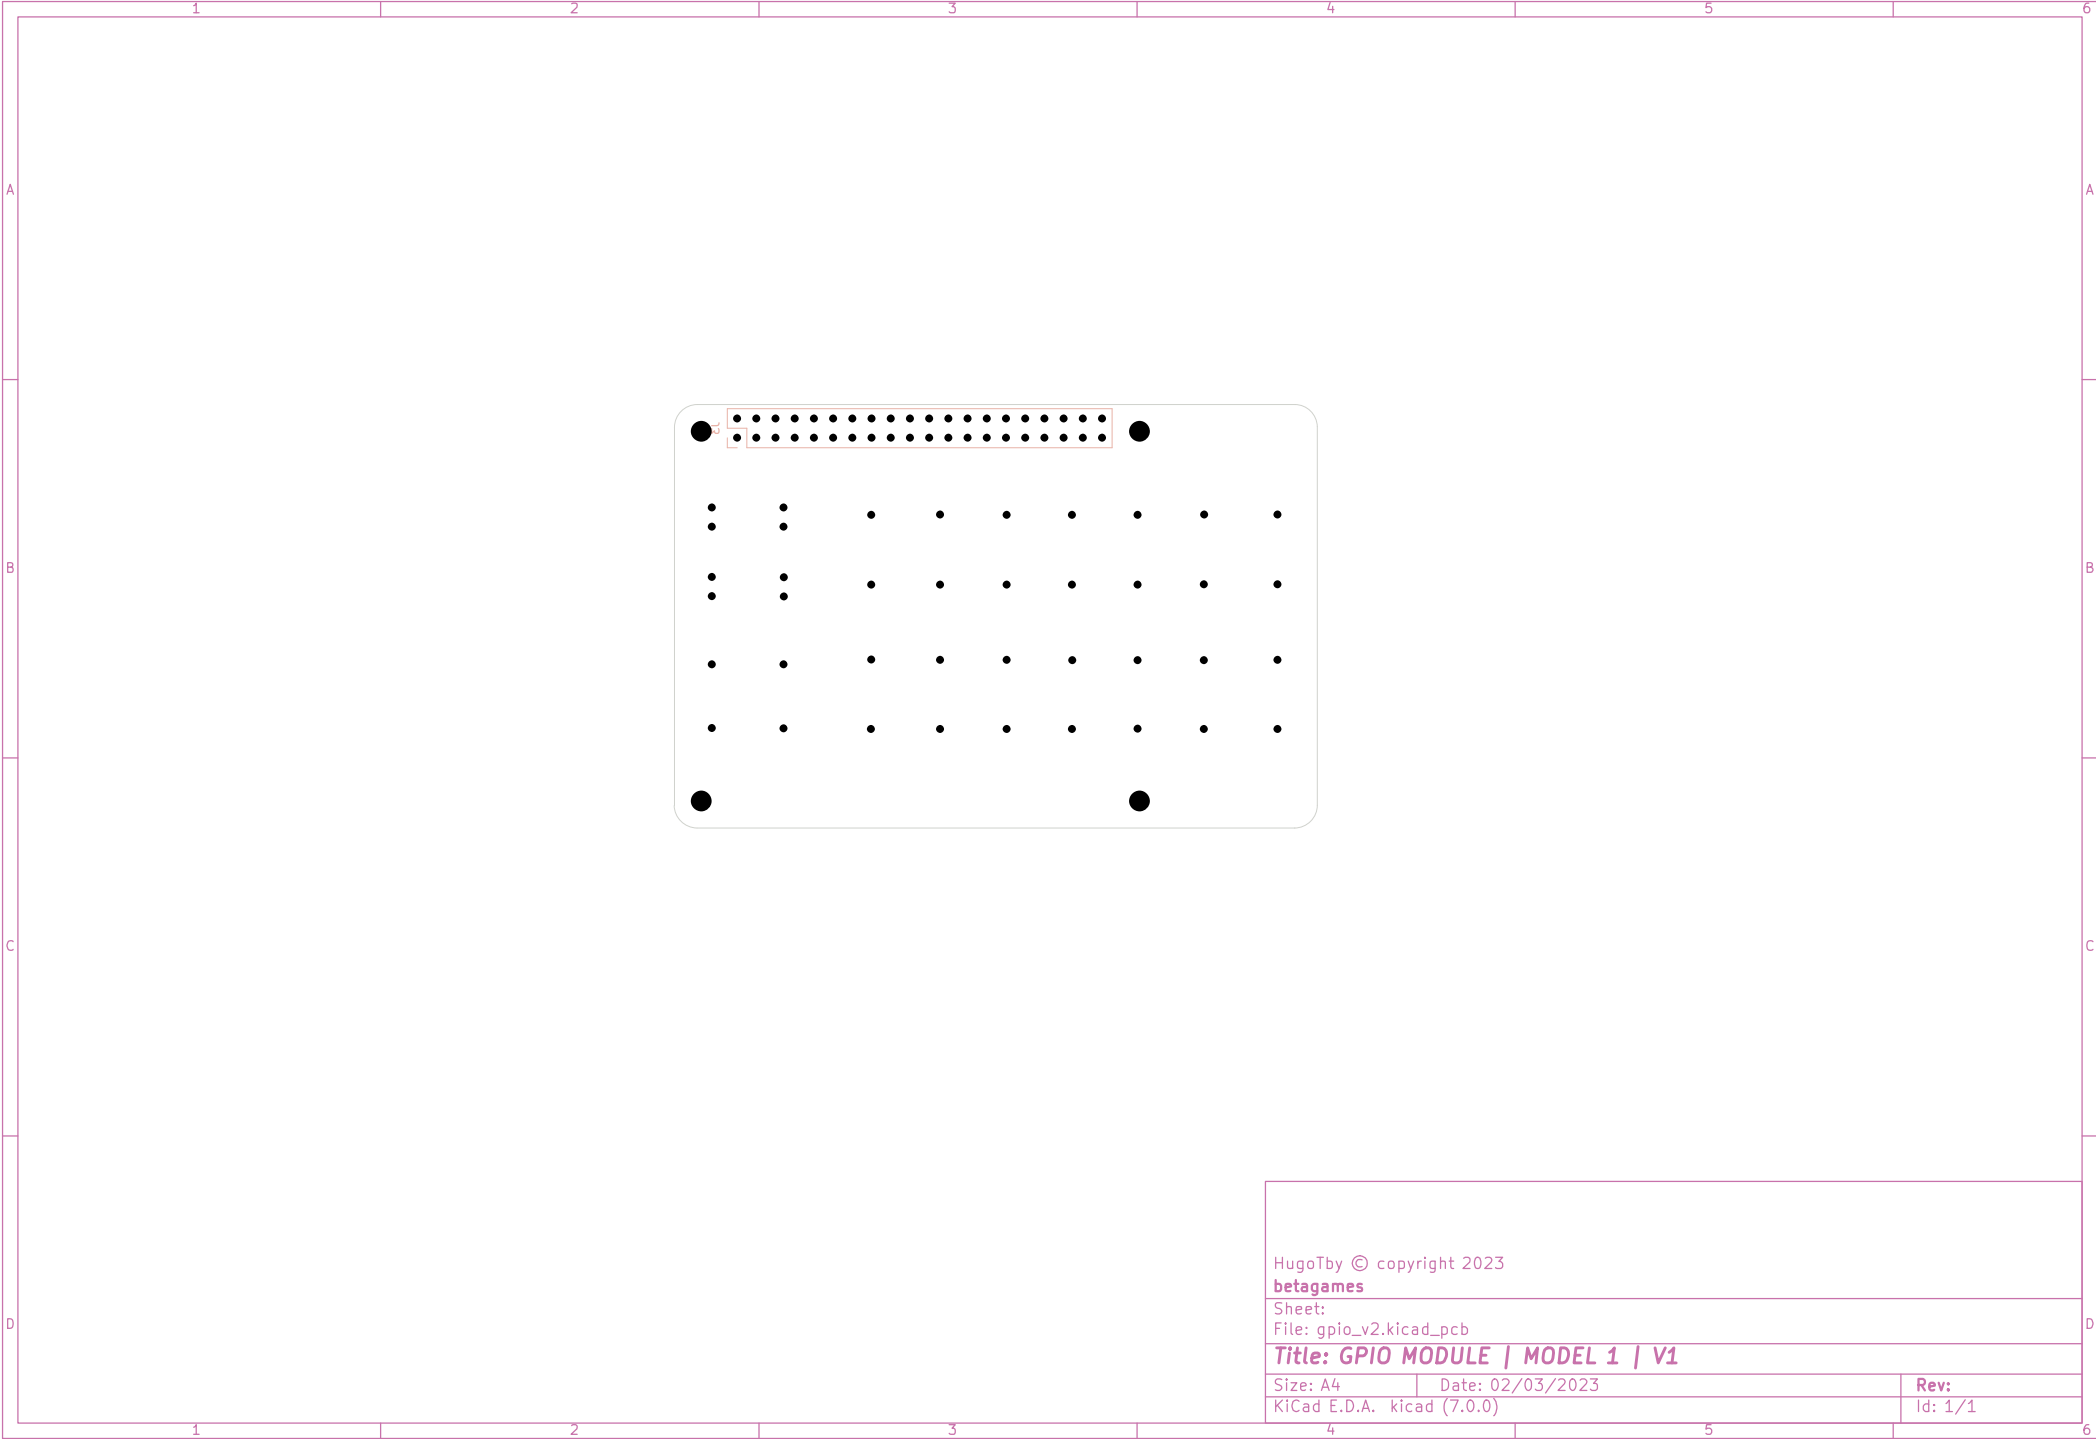 1 2 3 4 5 6
A A
J3
B B
C C
HugoTby © copyright 2023
betagames
Sheet:
D D
File: gpio_v2.kicad_pcb
Title: GPIO MODULE | MODEL 1 | V1
Size: A4 Date: 02/03/2023 Rev:
KiCad E.D.A. kicad (7.0.0) Id: 1/1
1 2 3 4 5 6